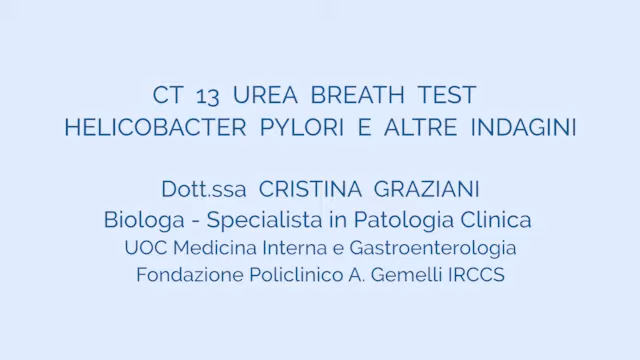 CT 13 UREA BREATH TEST
HELICOBACTER PYLORI E ALTRE INDAGINI
Dott.ssa CRISTINA GRAZIANI
Biologa - Specialista in Patologia Clinica
UOC Medicina Interna e Gastroenterologia
Fondazione Policlinico A. Gemelli IRCCS